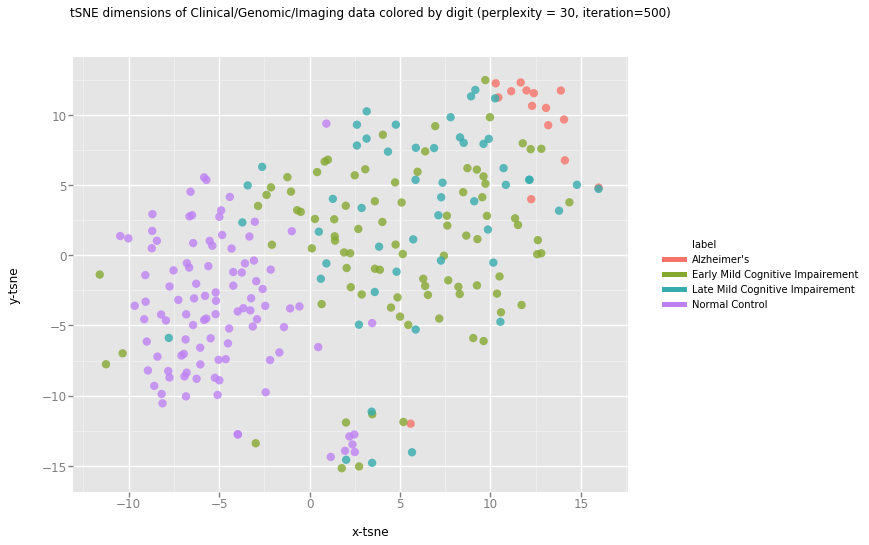 tSNE dimensions of Clinical/Genomic/Imaging data colored by digit (perplexity = 30, iteration=500)
10
5
0
−5
−10
−15
y-tsne
−10
−5
0
5
10
15
x-tsne
label
Alzheimer's
Early Mild Cognitive Impairement
Late Mild Cognitive Impairement
Normal Control